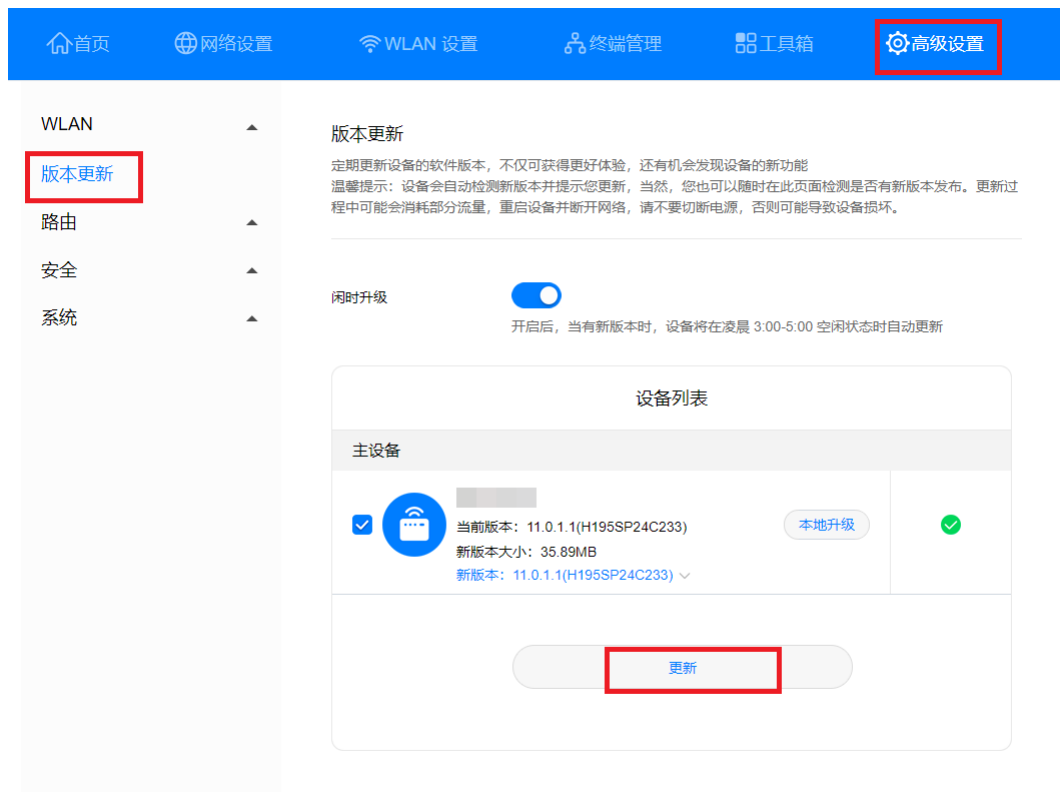 首页 网络设置 WLAN 设置 终端管理 工具箱 高级设置
WLAN
版本更新
路由
安全
系统
版本更新
定期更新设备的软件版本，不仅可获得更好体验，还有机会发现设备的新功能
温馨提示：设备会自动检测新版本并提示您更新，当然，您也可以随时在此页面检测是否有新版本发布。更新过
程中可能会消耗部分流量，重启设备并断开网络，请不要切断电源，否则可能导致设备损坏。
闲时升级
开启后，当有新版本时，设备将在凌晨 3:00-5:00 空闲状态时自动更新
设备列表
主设备
当前版本：11.0.1.1(H195SP24C233)
本地升级
新版本大小：35.89MB
新版本：11.0.1.1(H195SP24C233)
更新